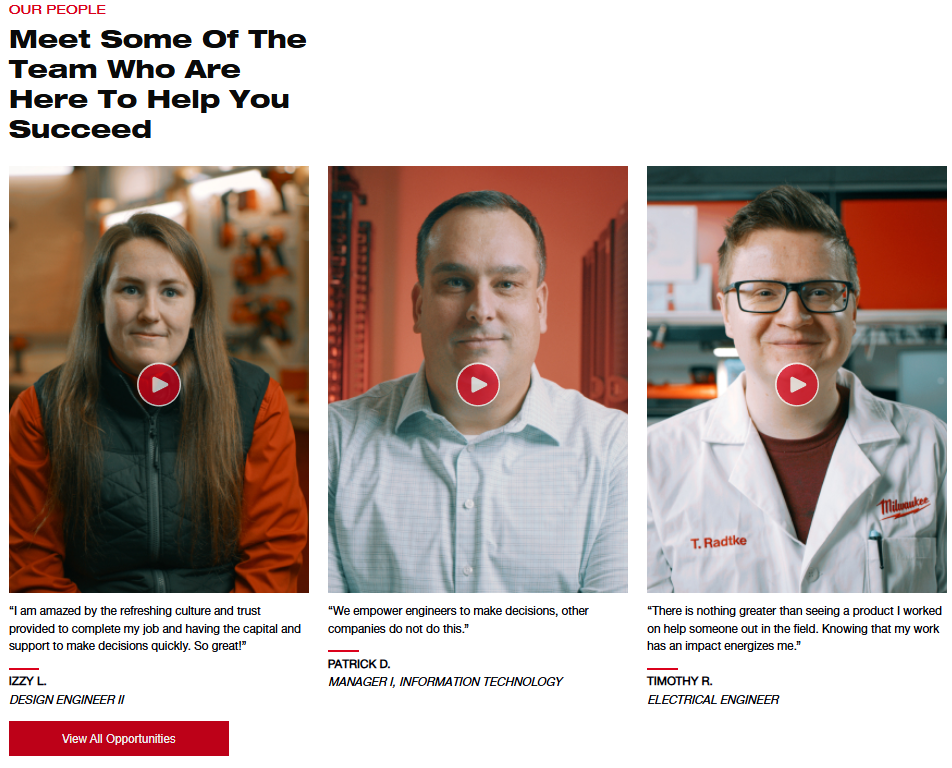 OUR PEOPLE
Meet Some Of The
Team Who Are
Here To Help You
Succeed
Milwaukee
T. Radtke
“I am amazed by the refreshing culture and trust
provided to complete my job and having the capital and
support to make decisions quickly. So great!”
IZZY L.
DESIGN ENGINEER II
“We empower engineers to make decisions, other
companies do not do this.”
PATRICK D.
MANAGER I, INFORMATION TECHNOLOGY
“There is nothing greater than seeing a product I worked
on help someone out in the field. Knowing that my work
has an impact energizes me.”
TIMOTHY R.
ELECTRICAL ENGINEER
View All Opportunities